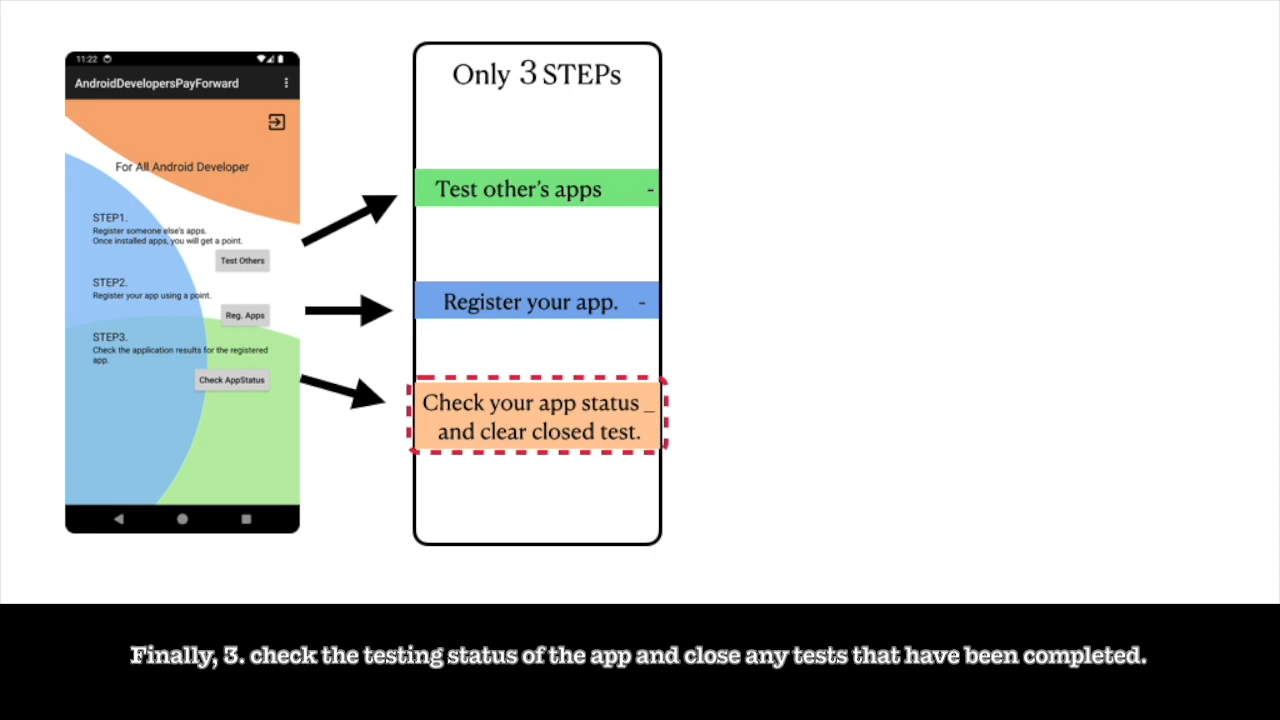 11:22
AndroidDevelopersPayForward
For All Android Developer
STEP1.
Register someone else's apps.
Once installed apps, you will get a point.
Test Others
STEP2.
Register your app using a point.
Reg. Apps
STEP3.
Check the application results for the registered
app.
Check AppStatus
Only 3 STEPs
Test other's apps -
Register your app. -
Check your app status _
and clear closed test.
Finally, 3. check the testing status of the app and close any tests that have been completed.